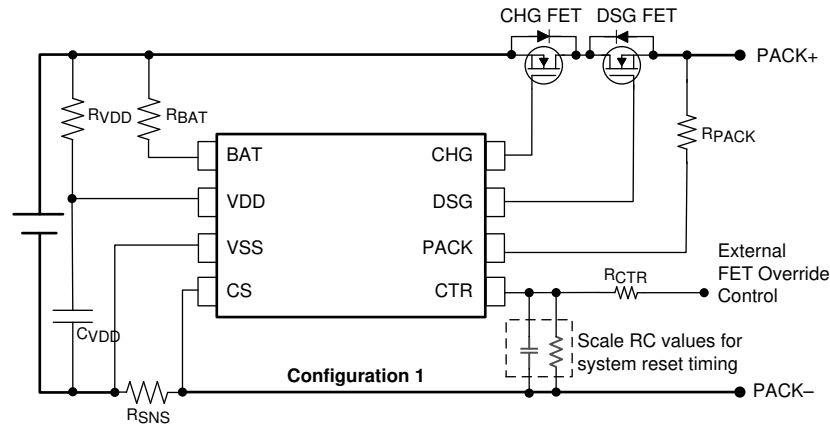 CHG FET
DSG FET
PACK+
RVDD
RBAT
RPACK
BAT
CHG
VDD
DSG
VSS
PACK
CS
CTR
RCTR
External
FET Override
Control
CVDD
Scale RC values for
system reset timing
Configuration 1
RSNS
PACK–